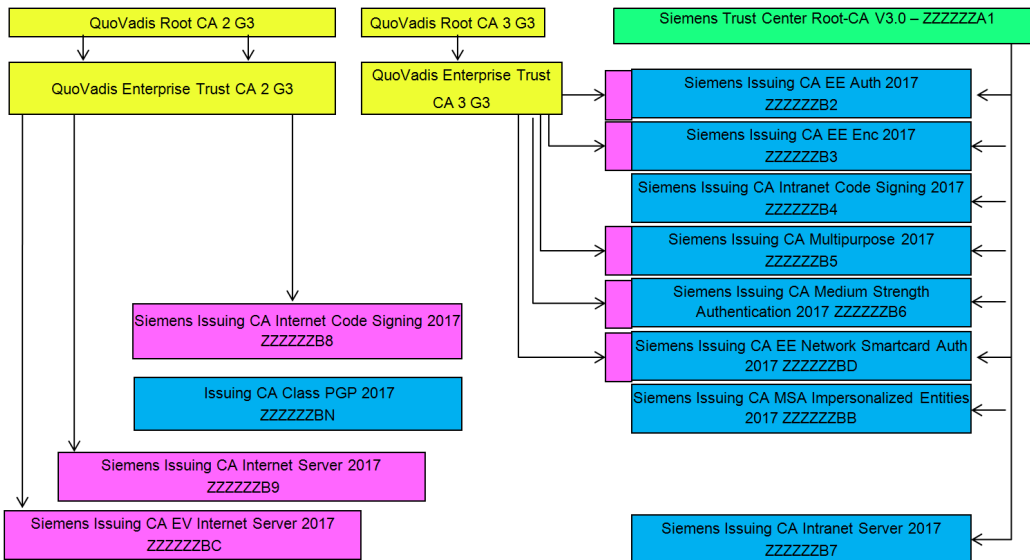 QuoVadis Root CA 2 G3
QuoVadis Root CA 3 G3
Siemens Trust Center Root-CA V3.0 – ZZZZZZA1
QuoVadis Enterprise Trust CA 2 G3
QuoVadis Enterprise Trust
CA 3 G3
Siemens Issuing CA EE Auth 2017
ZZZZZZB2
Siemens Issuing CA EE Enc 2017
ZZZZZZB3
Siemens Issuing CA Intranet Code Signing 2017
ZZZZZZB4
Siemens Issuing CA Multipurpose 2017
ZZZZZZB5
Siemens Issuing CA Medium Strength
Authentication 2017 ZZZZZZB6
Siemens Issuing CA EE Network Smartcard Auth
2017 ZZZZZZBD
Siemens Issuing CA MSA Impersonalized Entities
2017 ZZZZZZBB
Siemens Issuing CA Internet Code Signing 2017
ZZZZZZB8
Issuing CA Class PGP 2017
ZZZZZZBN
Siemens Issuing CA Internet Server 2017
ZZZZZZB9
Siemens Issuing CA EV Internet Server 2017
ZZZZZZBC
Siemens Issuing CA Intranet Server 2017
ZZZZZZB7